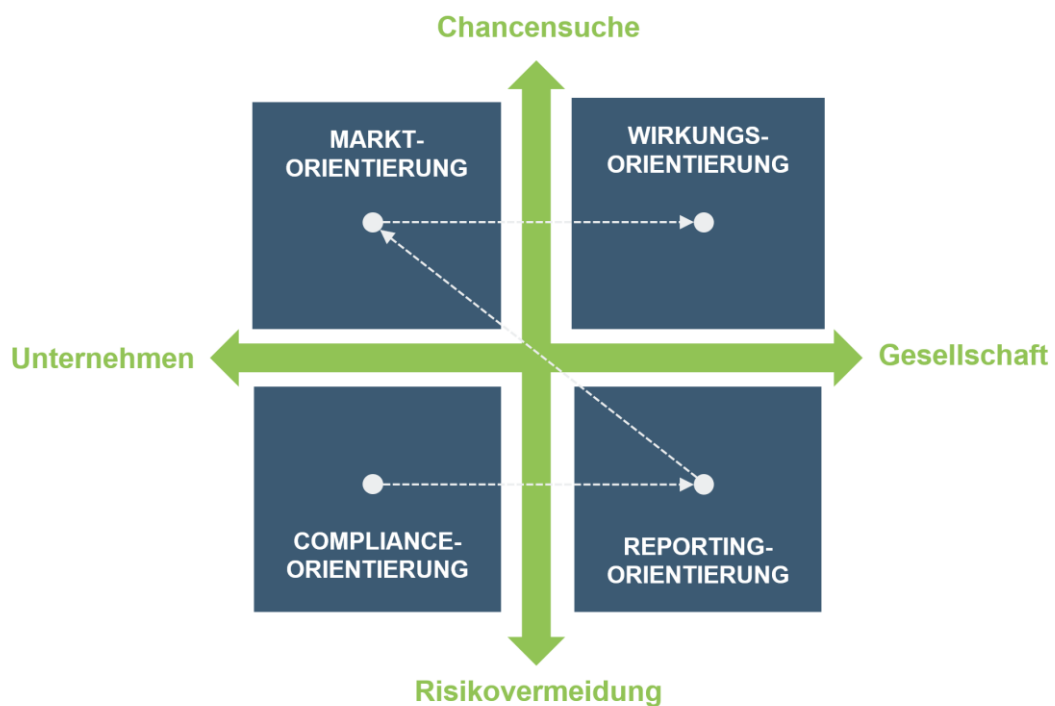 Chancensuche
MARKT-
ORIENTIERUNG
WIRKUNGS-
ORIENTIERUNG
Unternehmen
Gesellschaft
COMPLIANCE-
ORIENTIERUNG
REPORTING-
ORIENTIERUNG
Risikovermeidung